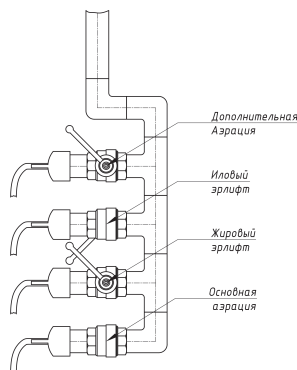 Дополнительная
Аэрация
Иловый
эрлифт
Жировый
эрлифт
Основная
аэрация